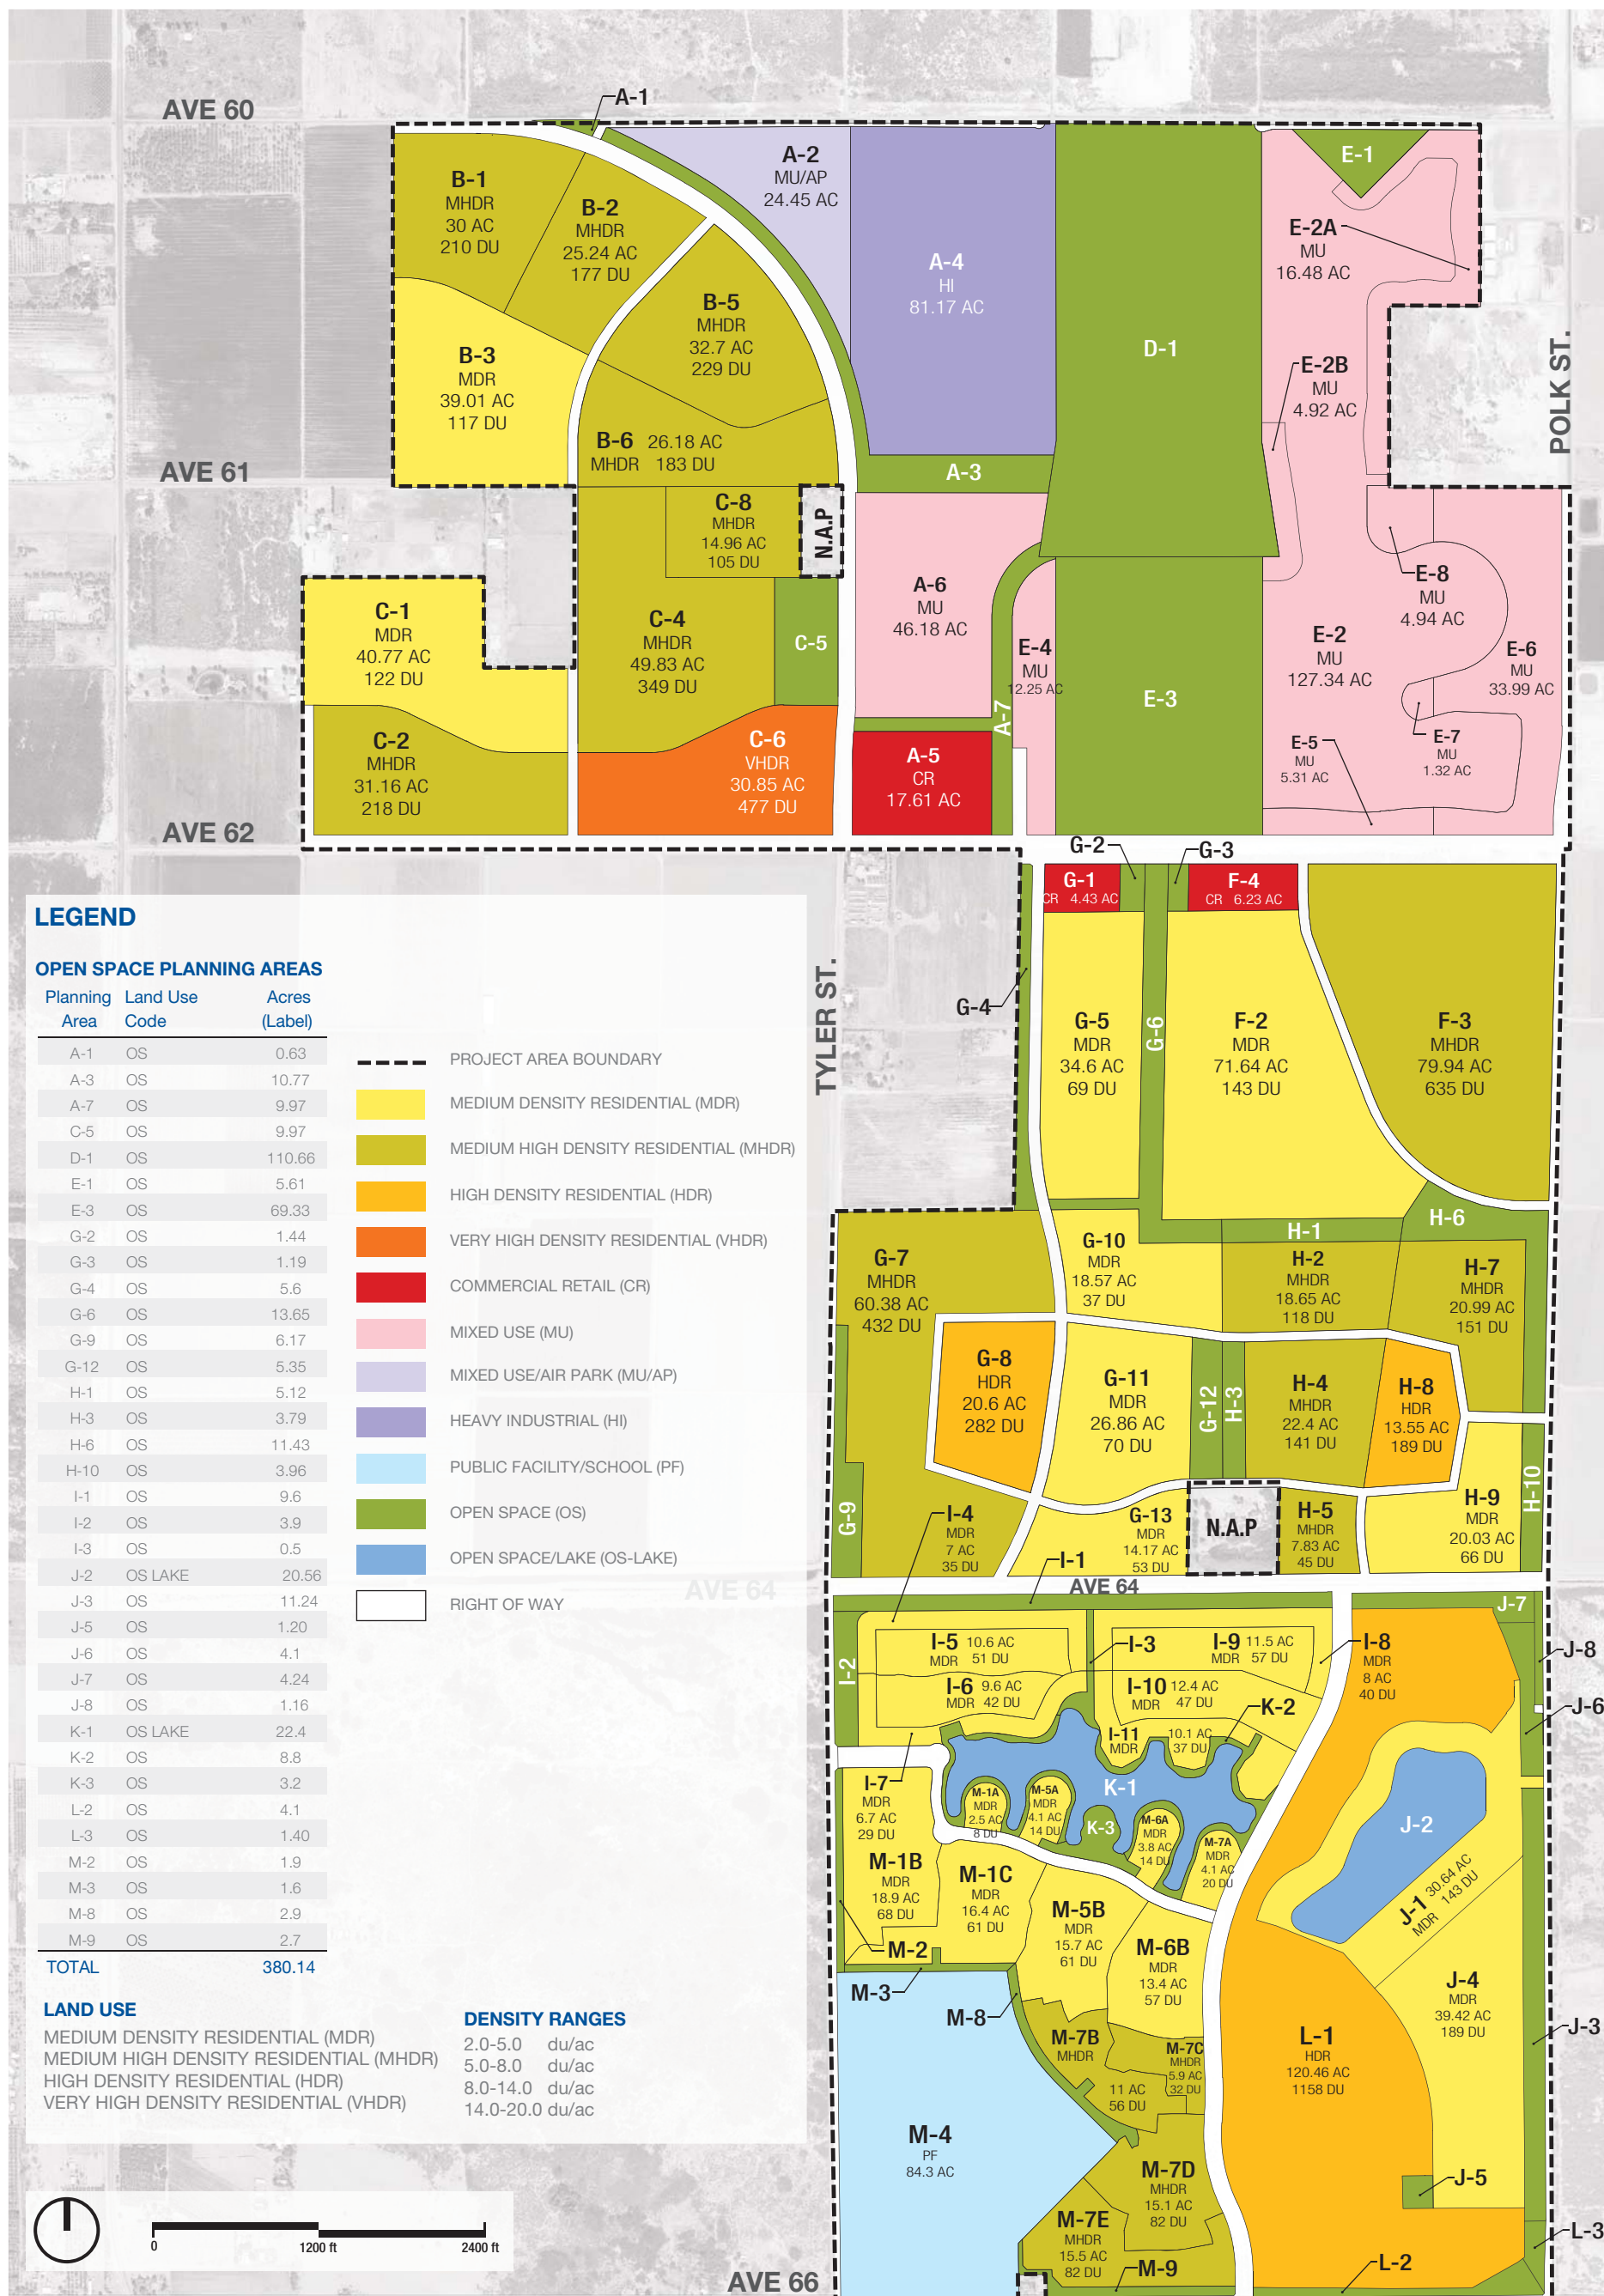 AVE 60
A-1
A-2
MU/AP
24.45 AC
E-1
B-1
MHDR
30 AC
210 DU
B-2
MHDR
25.24 AC
177 DU
A-4
HI
81.17 AC
E-2A
MU
16.48 AC
B-5
MHDR
32.7 AC
229 DU
D-1
B-3
MDR
39.01 AC
117 DU
E-2B
MU
4.92 AC
POLK ST.
B-6 26.18 AC
MHDR 183 DU
AVE 61
A-3
C-8
MHDR
14.96 AC
105 DU
N.A.P
A-6
MU
46.18 AC
E-8
MU
4.94 AC
C-1
MDR
40.77 AC
122 DU
C-4
MHDR
49.83 AC
349 DU
C-5
E-4
MU
12.25 AC
E-2
MU
127.34 AC
E-6
MU
33.99 AC
E-3
A-7
C-2
MHDR
31.16 AC
218 DU
C-6
VHDR
30.85 AC
477 DU
A-5
CR
17.61 AC
E-5
MU
5.31 AC
E-7
MU
1.32 AC
AVE 62
G-2
G-3
G-1
CR 4.43 AC
F-4
CR 6.23 AC
TYLER ST.
G-4
G-5
MDR
34.6 AC
69 DU
G-6
F-2
MDR
71.64 AC
143 DU
F-3
MHDR
79.94 AC
635 DU
H-1
H-6
G-7
MHDR
60.38 AC
432 DU
G-10
MDR
18.57 AC
37 DU
H-2
MHDR
18.65 AC
118 DU
H-7
MHDR
20.99 AC
151 DU
G-8
HDR
20.6 AC
282 DU
G-11
MDR
26.86 AC
70 DU
G-12
H-3
H-4
MHDR
22.4 AC
141 DU
H-8
HDR
13.55 AC
189 DU
G-9
I-4
MDR
7 AC
35 DU
G-13
MDR
14.17 AC
53 DU
N.A.P
H-5
MHDR
7.83 AC
45 DU
H-9
MDR
20.03 AC
66 DU
H-10
I-1
AVE 64
AVE 64
J-7
I-2
I-5 10.6 AC
MDR 51 DU
I-3
I-9 11.5 AC
MDR 57 DU
I-8
MDR
8 AC
40 DU
J-8
I-6 9.6 AC
MDR 42 DU
I-10 12.4 AC
MDR 47 DU
K-2
J-6
I-11
MDR
10.1 AC
37 DU
I-7
MDR
6.7 AC
29 DU
K-1
M-1A
MDR
2.5 AC
8 DU
M-5A
MDR
4.1 AC
14 DU
K-3
M-6A
MDR
3.8 AC
14 DU
M-7A
MDR
4.1 AC
20 DU
J-2
M-1B
MDR
18.9 AC
68 DU
M-1C
MDR
16.4 AC
61 DU
M-5B
MDR
15.7 AC
61 DU
J-1 30.64 AC
MDR 143 DU
M-2
M-6B
MDR
13.4 AC
57 DU
M-3
M-8
J-4
MDR
39.42 AC
189 DU
J-3
M-7B
MHDR
11 AC
56 DU
M-7C
MHDR
5.9 AC
32 DU
L-1
HDR
120.46 AC
1158 DU
M-4
PF
84.3 AC
M-7D
MHDR
15.1 AC
82 DU
J-5
M-7E
MHDR
15.5 AC
82 DU
L-3
M-9
L-2
AVE 66
LEGEND
OPEN SPACE PLANNING AREAS
Planning Land Use Acres
Area Code (Label)
A-1 OS 0.63
A-3 OS 10.77
A-7 OS 9.97
C-5 OS 9.97
D-1 OS 110.66
E-1 OS 5.61
E-3 OS 69.33
G-2 OS 1.44
G-3 OS 1.19
G-4 OS 5.6
G-6 OS 13.65
G-9 OS 6.17
G-12 OS 5.35
H-1 OS 5.12
H-3 OS 3.79
H-6 OS 11.43
H-10 OS 3.96
I-1 OS 9.6
I-2 OS 3.9
I-3 OS 0.5
J-2 OS LAKE 20.56
J-3 OS 11.24
J-5 OS 1.20
J-6 OS 4.1
J-7 OS 4.24
J-8 OS 1.16
K-1 OS LAKE 22.4
K-2 OS 8.8
K-3 OS 3.2
L-2 OS 4.1
L-3 OS 1.40
M-2 OS 1.9
M-3 OS 1.6
M-8 OS 2.9
M-9 OS 2.7
TOTAL 380.14
PROJECT AREA BOUNDARY
MEDIUM DENSITY RESIDENTIAL (MDR)
MEDIUM HIGH DENSITY RESIDENTIAL (MHDR)
HIGH DENSITY RESIDENTIAL (HDR)
VERY HIGH DENSITY RESIDENTIAL (VHDR)
COMMERCIAL RETAIL (CR)
MIXED USE (MU)
MIXED USE/AIR PARK (MU/AP)
HEAVY INDUSTRIAL (HI)
PUBLIC FACILITY/SCHOOL (PF)
OPEN SPACE (OS)
OPEN SPACE/LAKE (OS-LAKE)
RIGHT OF WAY
LAND USE
MEDIUM DENSITY RESIDENTIAL (MDR)
MEDIUM HIGH DENSITY RESIDENTIAL (MHDR)
HIGH DENSITY RESIDENTIAL (HDR)
VERY HIGH DENSITY RESIDENTIAL (VHDR)
DENSITY RANGES
2.0-5.0 du/ac
5.0-8.0 du/ac
8.0-14.0 du/ac
14.0-20.0 du/ac
0 1200 ft 2400 ft